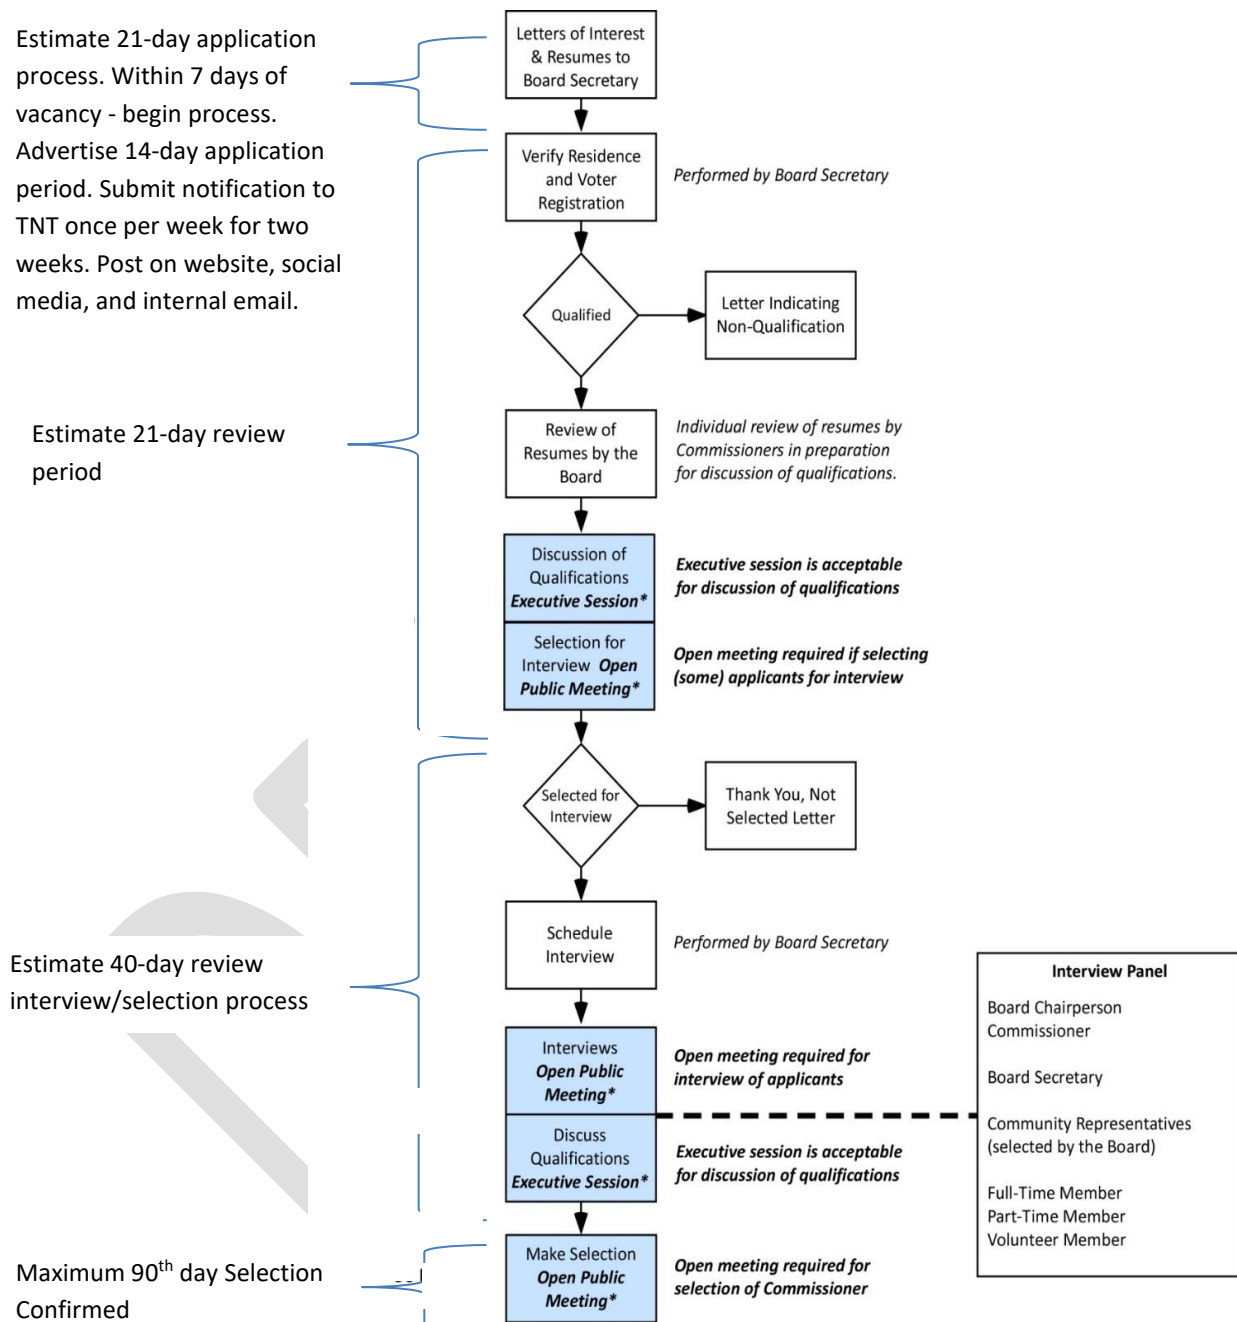 Estimate 21-day application
process. Within 7 days of
vacancy - begin process.
Advertise 14-day application
period. Submit notification to
TNT once per week for two
weeks. Post on website, social
media, and internal email.
Letters of Interest
& Resumes to
Board Secretary
Verify Residence
and Voter
Registration
Performed by Board Secretary
Qualified
Letter Indicating
Non-Qualification
Estimate 21-day review
period
Review of
Resumes by the
Board
Individual review of resumes by
Commissioners in preparation
for discussion of qualifications.
Discussion of
Qualifications
Executive Session*
Executive session is acceptable
for discussion of qualifications
Selection for
Interview Open
Public Meeting*
Open meeting required if selecting
(some) applicants for interview
Selected for
Interview
Thank You, Not
Selected Letter
Estimate 40-day review
interview/selection process
Schedule
Interview
Performed by Board Secretary
Interviews
Open Public
Meeting*
Open meeting required for
interview of applicants
Discuss
Qualifications
Executive Session*
Executive session is acceptable
for discussion of qualifications
Interview Panel
Board Chairperson
Commissioner
Board Secretary
Community Representatives
(selected by the Board)
Full-Time Member
Part-Time Member
Volunteer Member
Maximum 90th day Selection
Confirmed
Make Selection
Open Public
Meeting*
Open meeting required for
selection of Commissioner